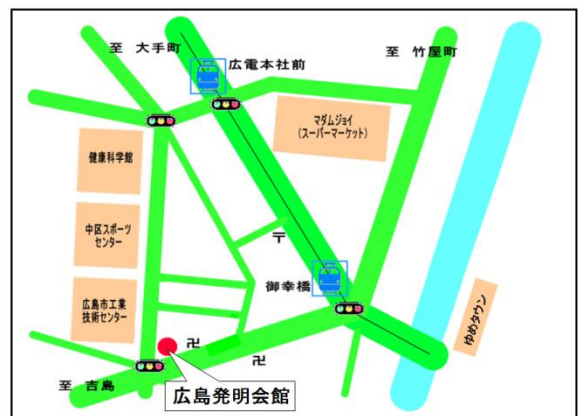 至 大手町
広電本社前
至 竹屋町
マダムジョイ
(スーパーマーケット)
健康科学館
中区スポーツ
センター
〒
御幸橋
広島市工業
技術センター
ゆめタウン
卍
卍
至 吉島
広島発明会館